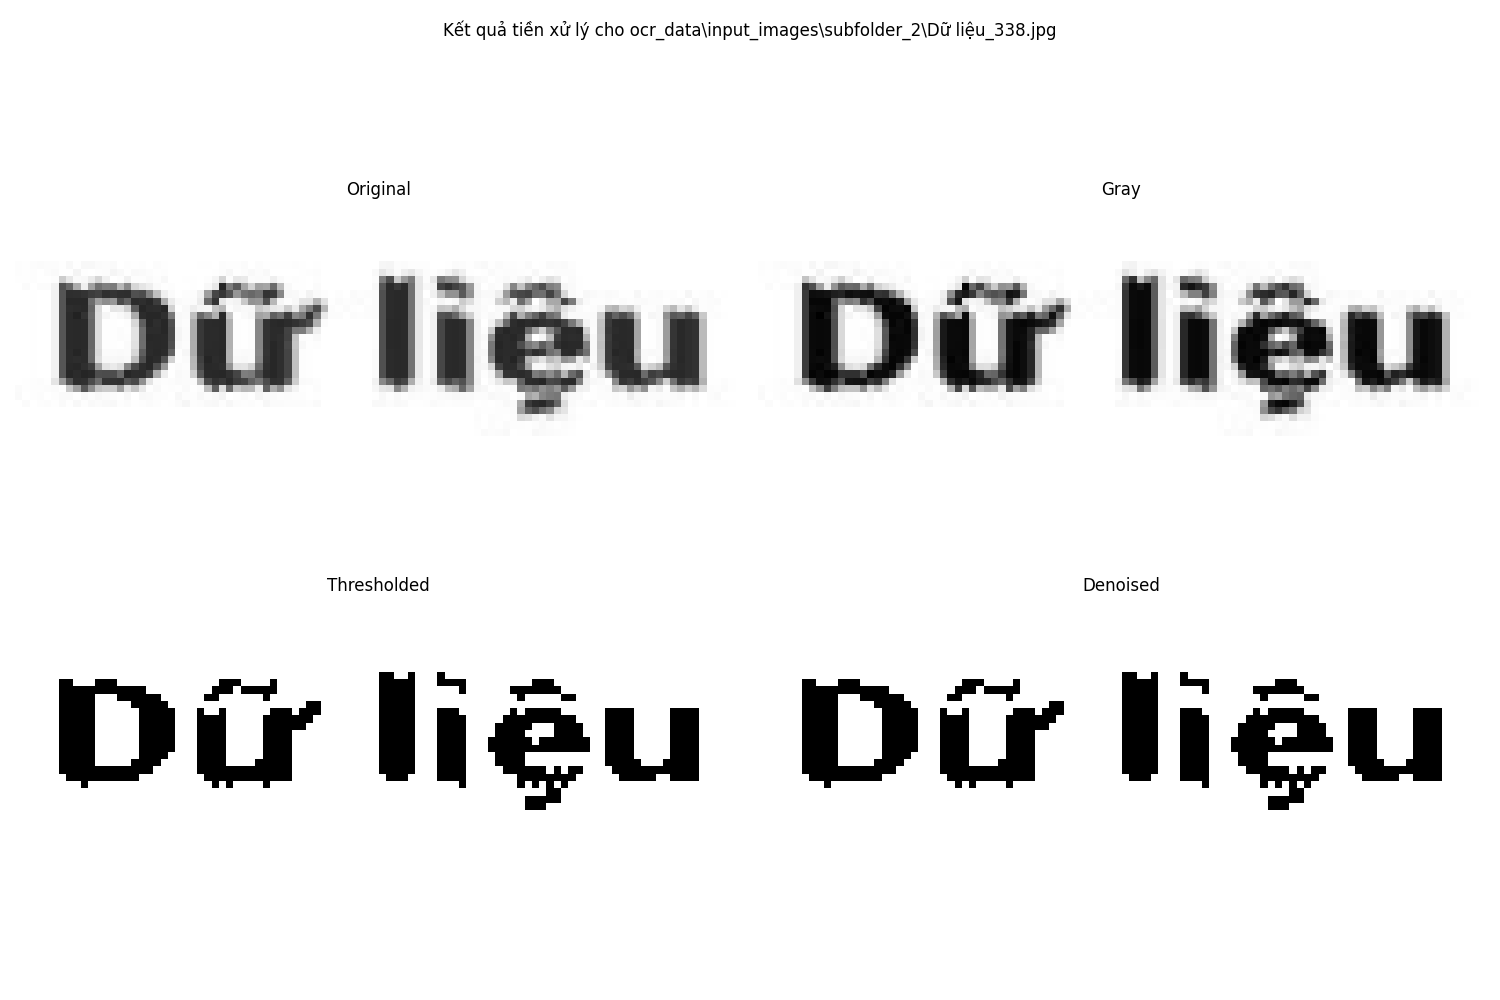 Kết quả tiền xử lý cho ocr_data\input_images\subfolder_2\Dữ liệu_338.jpg
Original
Gray
Dữ liệu
Dữ liệu
Thresholded
Denoised
Dữ liệu
Dữ liệu